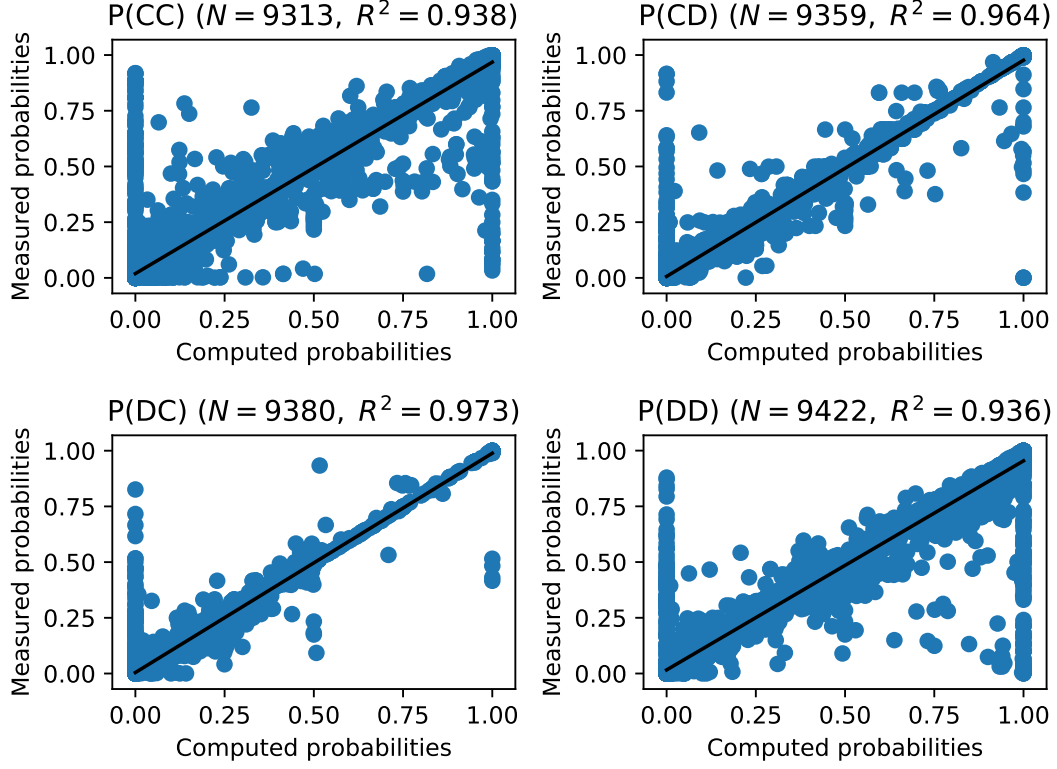 P(CC) (N = 9313, R² = 0.938)
Measured probabilities
1.00
0.75
0.50
0.25
0.00
0.00 0.25 0.50 0.75 1.00
Computed probabilities
P(CD) (N = 9359, R² = 0.964)
Measured probabilities
1.00
0.75
0.50
0.25
0.00
0.00 0.25 0.50 0.75 1.00
Computed probabilities
P(DC) (N = 9380, R² = 0.973)
Measured probabilities
1.00
0.75
0.50
0.25
0.00
0.00 0.25 0.50 0.75 1.00
Computed probabilities
P(DD) (N = 9422, R² = 0.936)
Measured probabilities
1.00
0.75
0.50
0.25
0.00
0.00 0.25 0.50 0.75 1.00
Computed probabilities